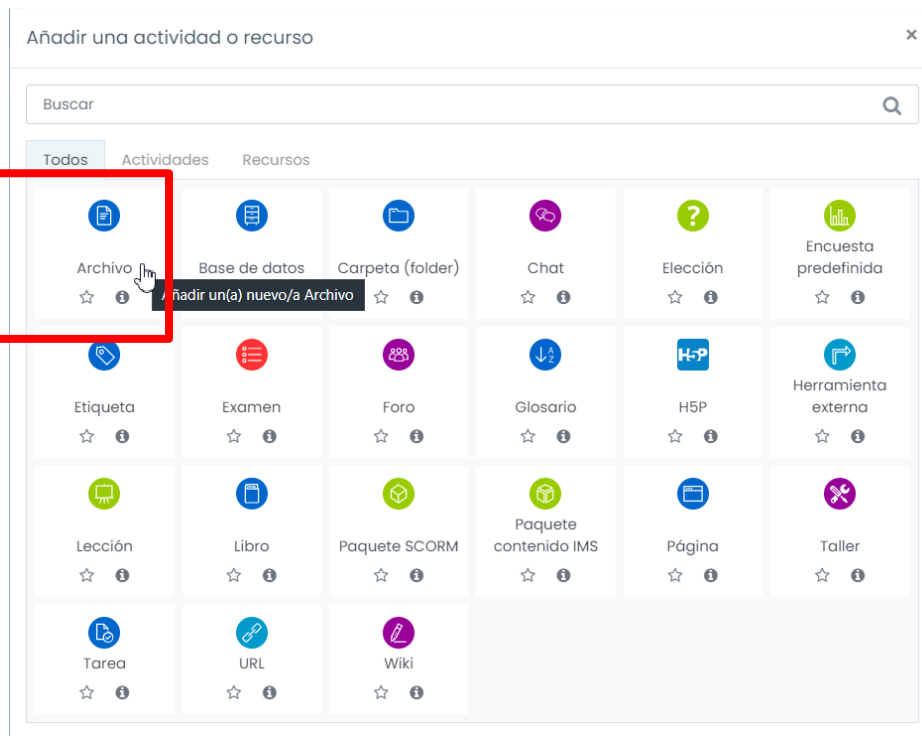 Añadir una actividad o recurso
×
Buscar
Todos Actividades Recursos
Archivo Base de datos Carpeta (folder) Chat Elección Encuesta predefinida
Añadir un(a) nuevo/a Archivo
Etiqueta Examen Foro Glosario H5P Herramienta externa
Lección Libro Paquete SCORM Paquete contenido IMS Página Taller
Tarea URL Wiki